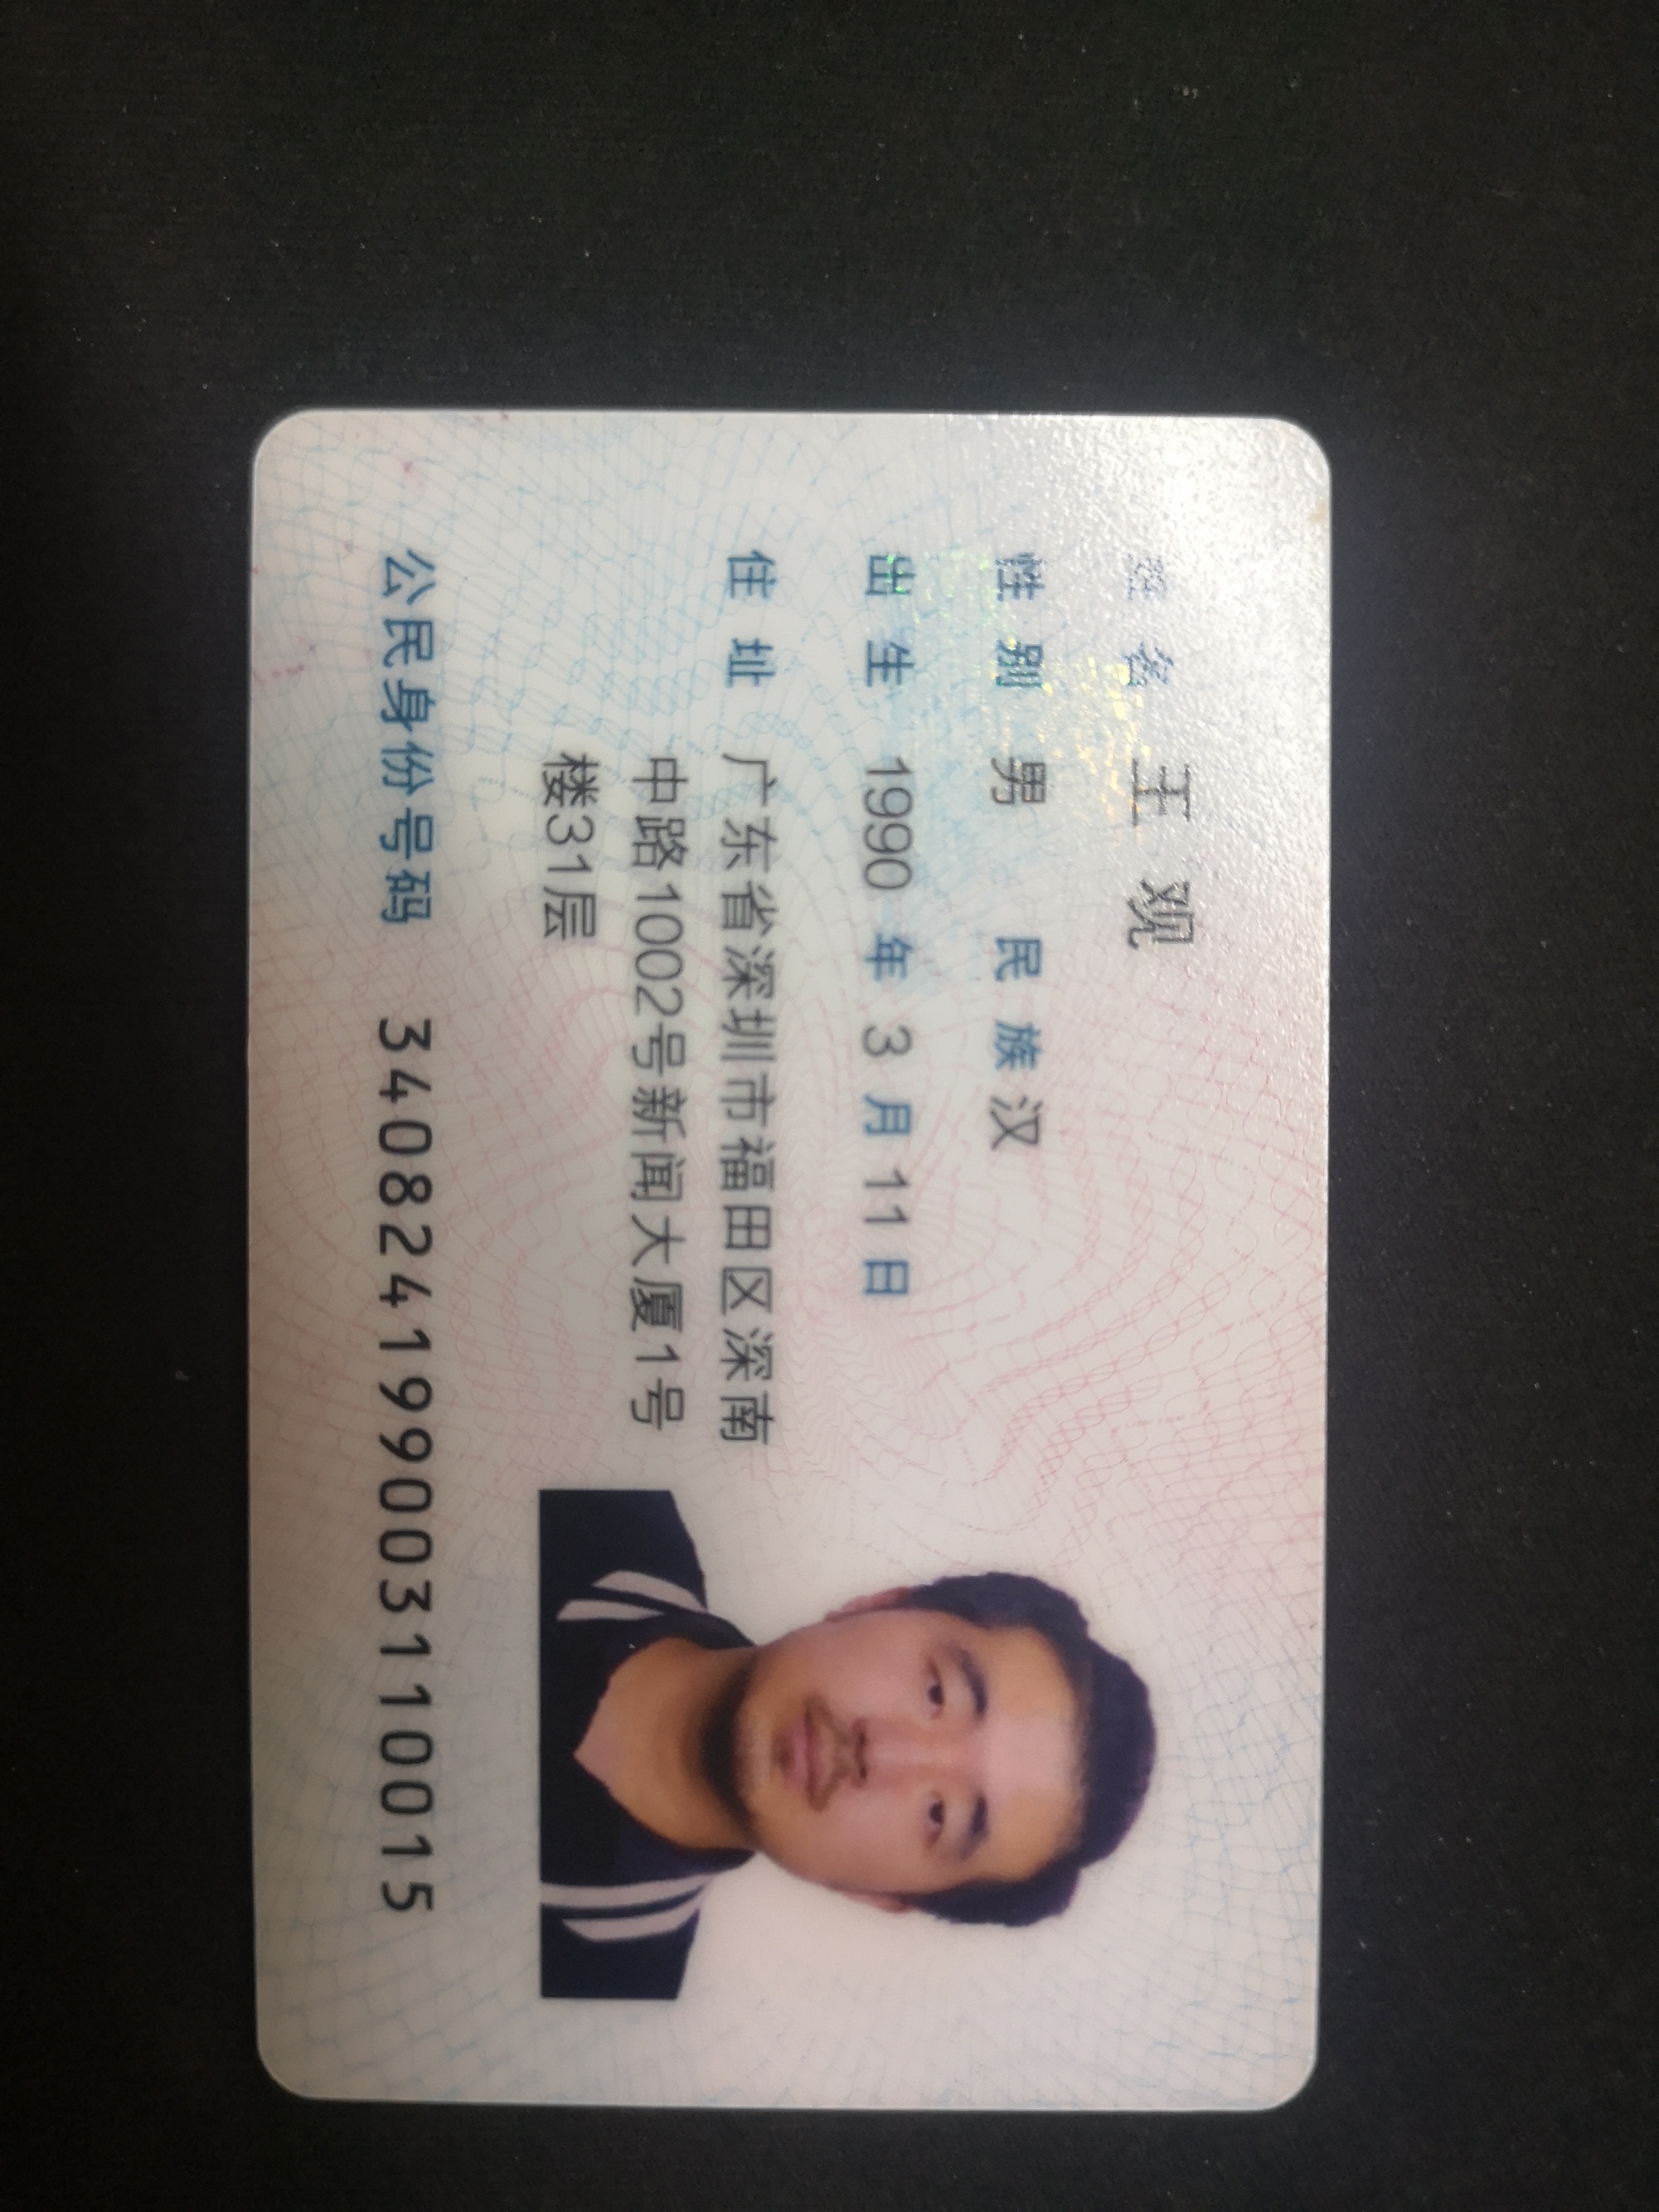 姓名 王观
性别 男 民族 汉
出生 1990 年 3 月 11 日
住址 广东省深圳市福田区深南
中路1002号新闻大厦1号
楼31层
公民身份号码 340824199003110015